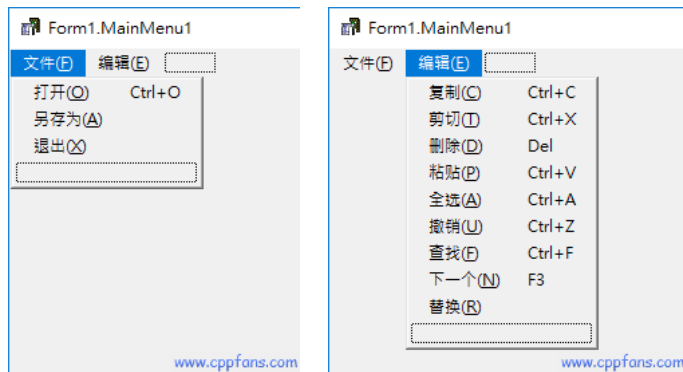 Form1.MainMenu1
文件(F) 编辑(E)
打开(O) Ctrl+O
另存为(A)
退出(X)
www.cppfans.com
Form1.MainMenu1
文件(F) 编辑(E)
复制(C) Ctrl+C
剪切(T) Ctrl+X
删除(D) Del
粘贴(P) Ctrl+V
全选(A) Ctrl+A
撤销(U) Ctrl+Z
查找(F) Ctrl+F
下一个(N) F3
替换(R)
www.cppfans.com